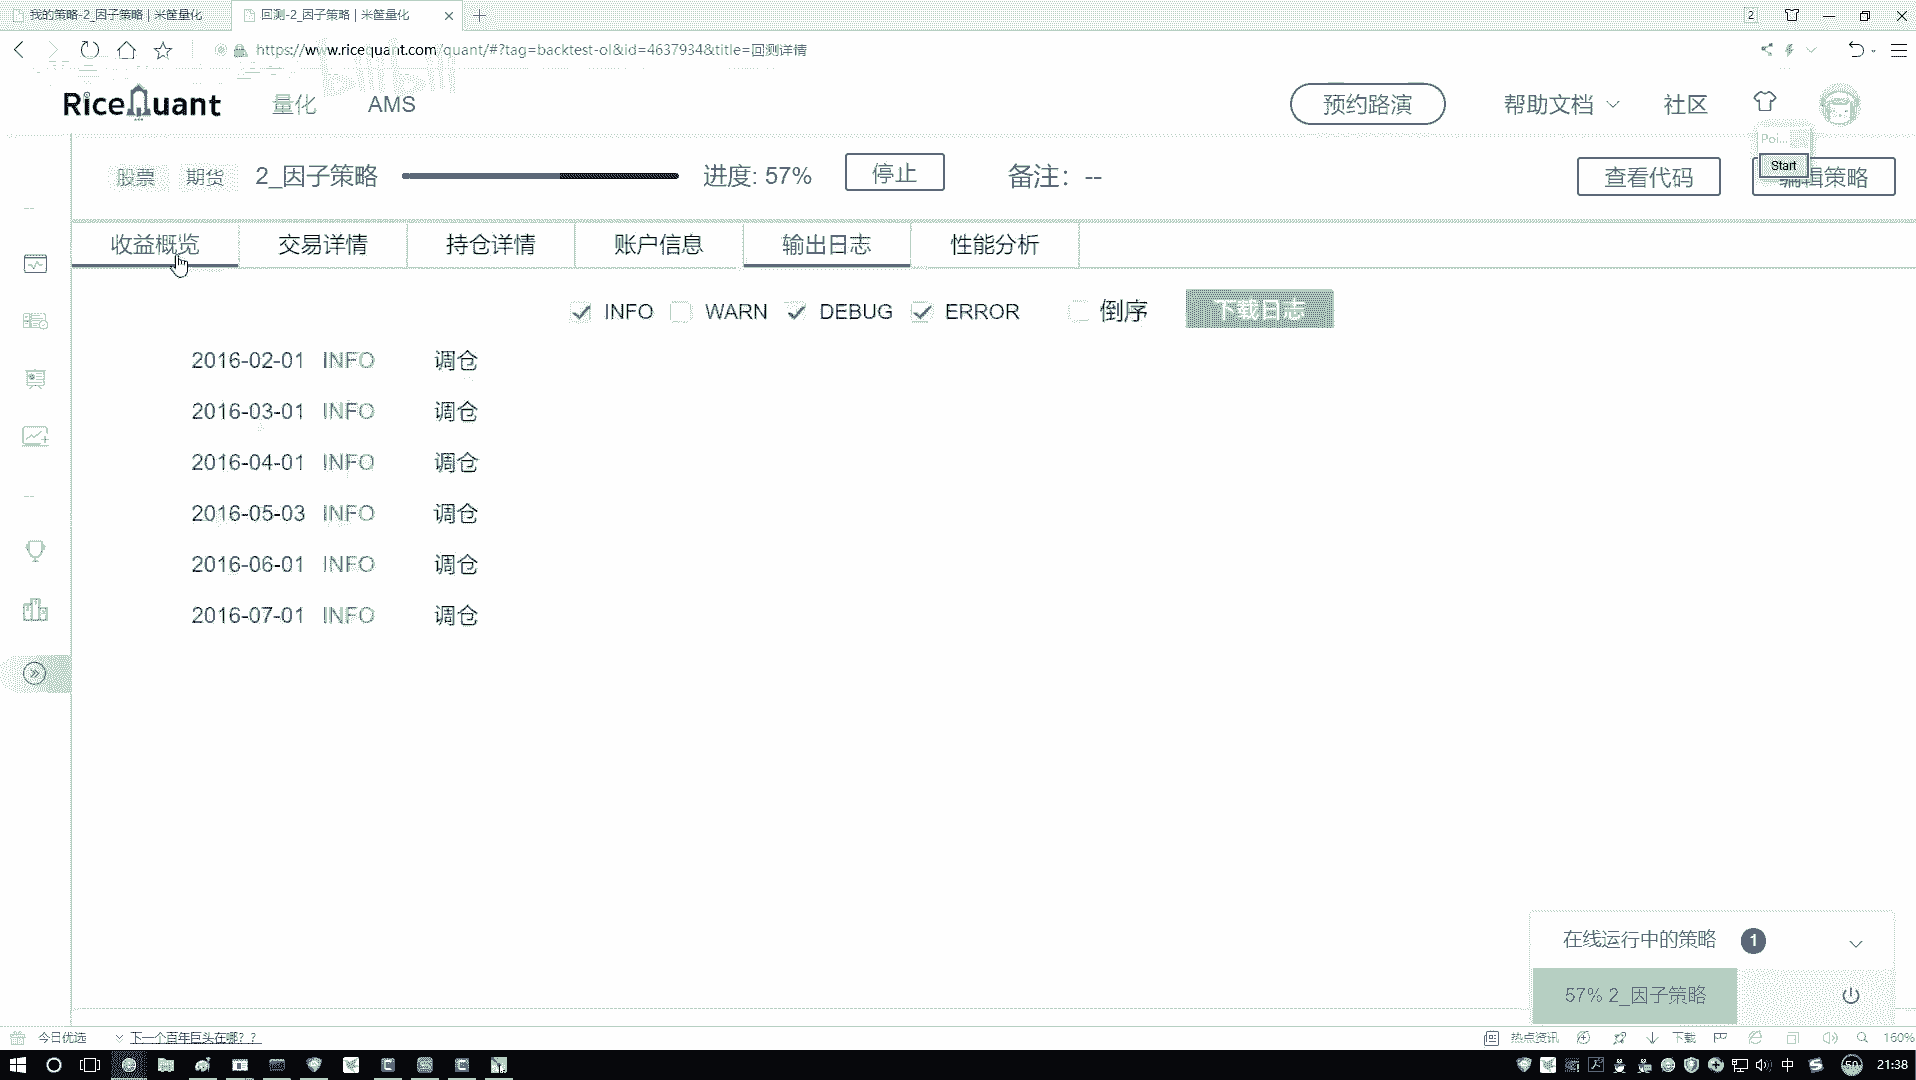 我的策略-2_因子策略 | 米筐量化
回测-2_因子策略 | 米筐量化
2
https://www.ricequant.com/quant/#?tag=backtest-ol&id=4637934&title=回测详情
bilibili
RiceQuant
量化
AMS
预约路演
帮助文档
社区
Poi...
Start
股票
期货
2_因子策略
进度: 57%
停止
备注: --
查看代码
编辑策略
收益概览
交易详情
持仓详情
账户信息
输出日志
性能分析
INFO
WARN
DEBUG
ERROR
倒序
下载日志
2016-02-01 INFO 调仓
2016-03-01 INFO 调仓
2016-04-01 INFO 调仓
2016-05-03 INFO 调仓
2016-06-01 INFO 调仓
2016-07-01 INFO 调仓
在线运行中的策略 1
57% 2_因子策略
今日优选
下一个百年巨头在哪？？
热点资讯
下载
160%
中
50
21:38